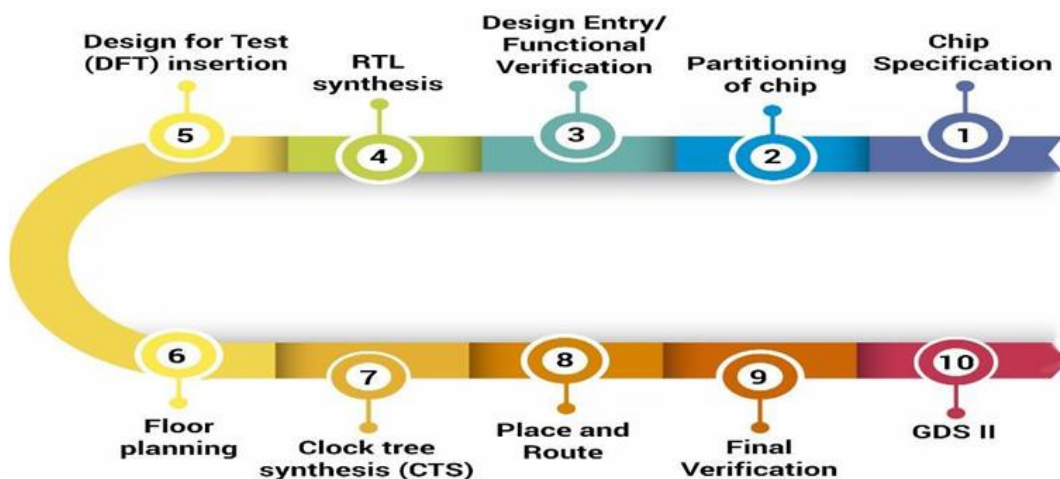 Chip
Specification
1
Partitioning
of chip
2
Design Entry/
Functional
Verification
3
RTL
synthesis
4
Design for Test
(DFT) insertion
5
6
Floor
planning
7
Clock tree
synthesis (CTS)
8
Place and
Route
9
Final
Verification
10
GDS II